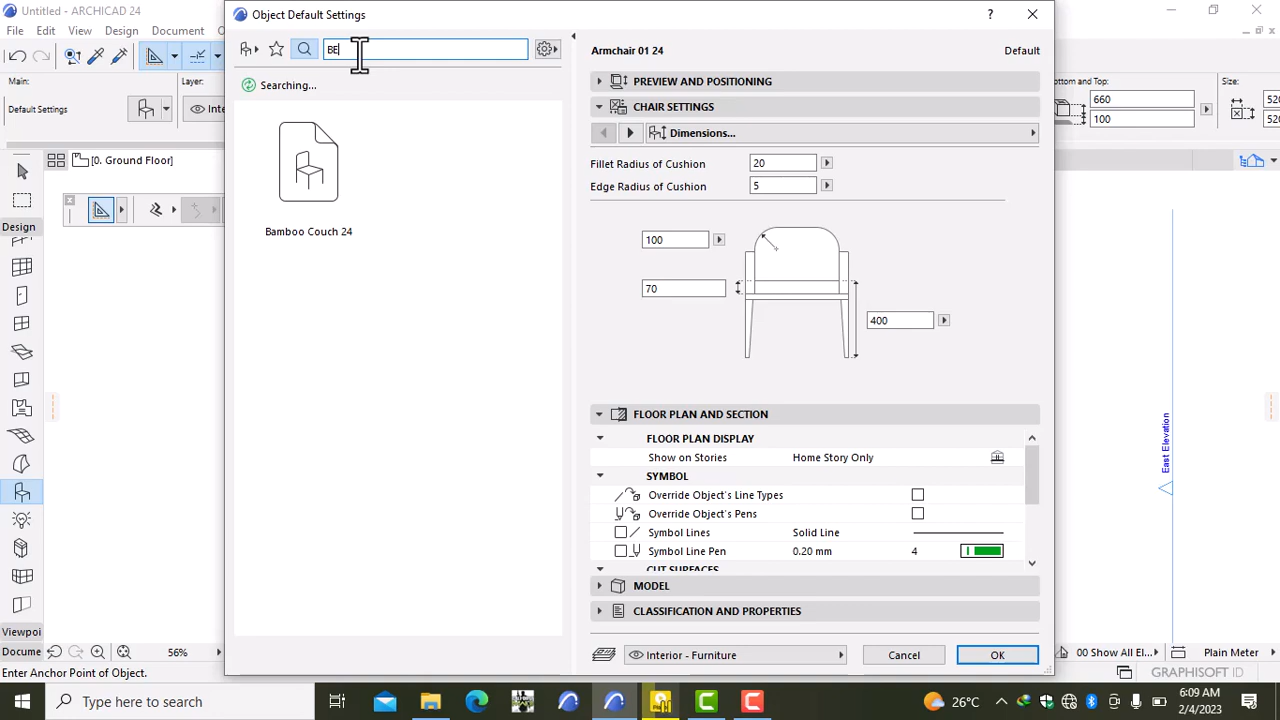 Untitled - ARCHICAD 24
File
Edit
View
Design
Main:
Layer:
Default Settings
Inte
[0. Ground Floor]
Design
Viewpoi
Docume
56%
Enter Anchor Point of Object.
Object Default Settings
?
BE
Searching...
Bamboo Couch 24
Armchair 01 24
Default
PREVIEW AND POSITIONING
CHAIR SETTINGS
Dimensions...
Fillet Radius of Cushion
20
Edge Radius of Cushion
5
100
70
400
FLOOR PLAN AND SECTION
FLOOR PLAN DISPLAY
Show on Stories
Home Story Only
SYMBOL
Override Object's Line Types
Override Object's Pens
Symbol Lines
Solid Line
Symbol Line Pen
0.20 mm
4
CUT SURFACES
MODEL
CLASSIFICATION AND PROPERTIES
Interior - Furniture
Cancel
OK
Help
Bottom and Top:
Size:
660
520
100
520
East Elevation
00 Show All El...
Plain Meter
GRAPHISOFT ID
Type here to search
26°C
6:09 AM
2/4/2023